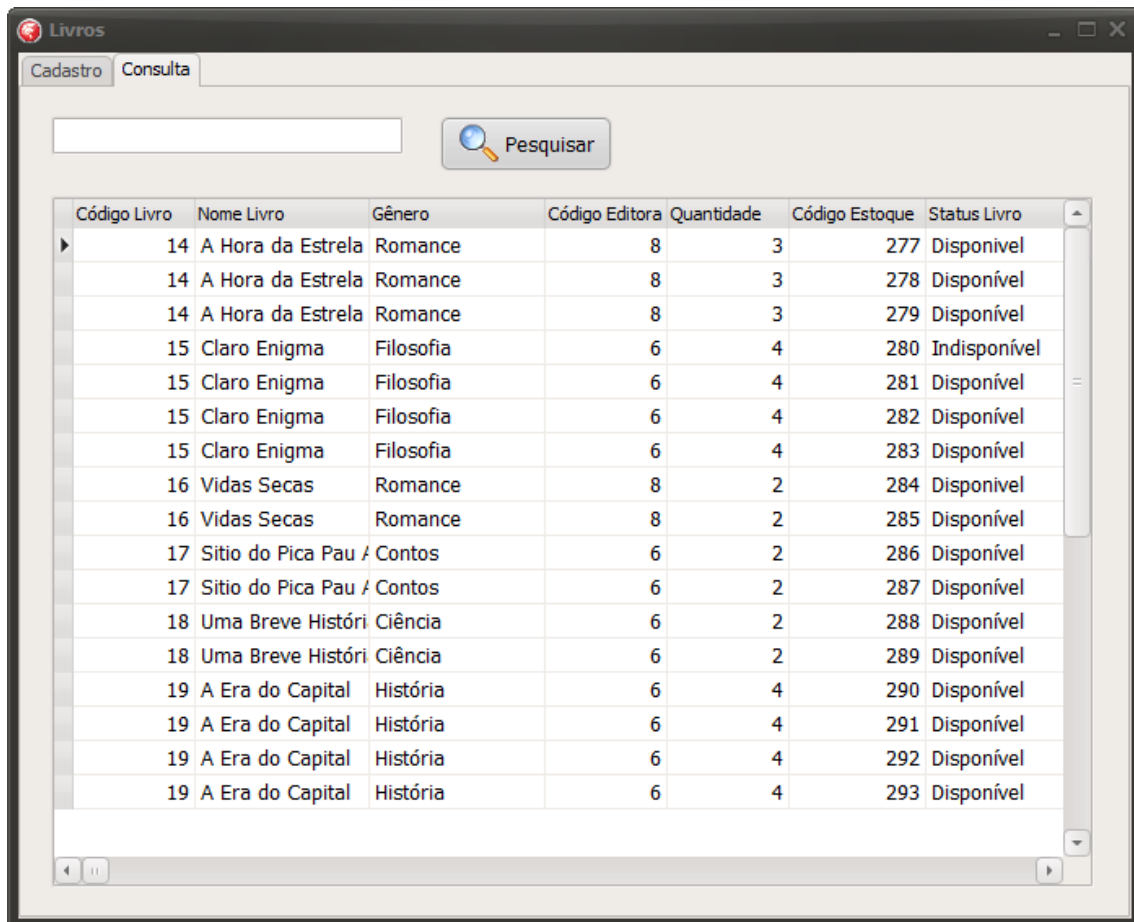 Livros
Cadastro Consulta
Pesquisar
Código Livro Nome Livro Gênero Código Editora Quantidade Código Estoque Status Livro
14 A Hora da Estrela Romance 8 3 277 Disponivel
14 A Hora da Estrela Romance 8 3 278 Disponível
14 A Hora da Estrela Romance 8 3 279 Disponível
15 Claro Enigma Filosofia 6 4 280 Indisponível
15 Claro Enigma Filosofia 6 4 281 Disponível
15 Claro Enigma Filosofia 6 4 282 Disponível
15 Claro Enigma Filosofia 6 4 283 Disponível
16 Vidas Secas Romance 8 2 284 Disponivel
16 Vidas Secas Romance 8 2 285 Disponível
17 Sitio do Pica Pau Contos 6 2 286 Disponível
17 Sitio do Pica Pau Contos 6 2 287 Disponível
18 Uma Breve Históri Ciência 6 2 288 Disponível
18 Uma Breve Históri Ciência 6 2 289 Disponível
19 A Era do Capital História 6 4 290 Disponível
19 A Era do Capital História 6 4 291 Disponível
19 A Era do Capital História 6 4 292 Disponível
19 A Era do Capital História 6 4 293 Disponível